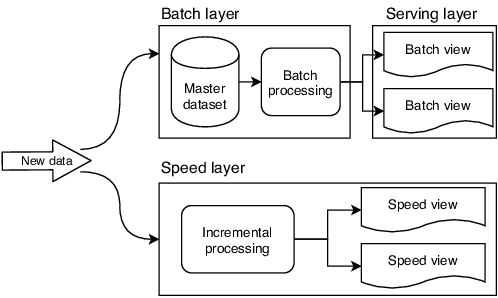 Batch layer
Serving layer
Master
dataset
Batch
processing
Batch view
Batch view
New data
Speed layer
Incremental
processing
Speed view
Speed view